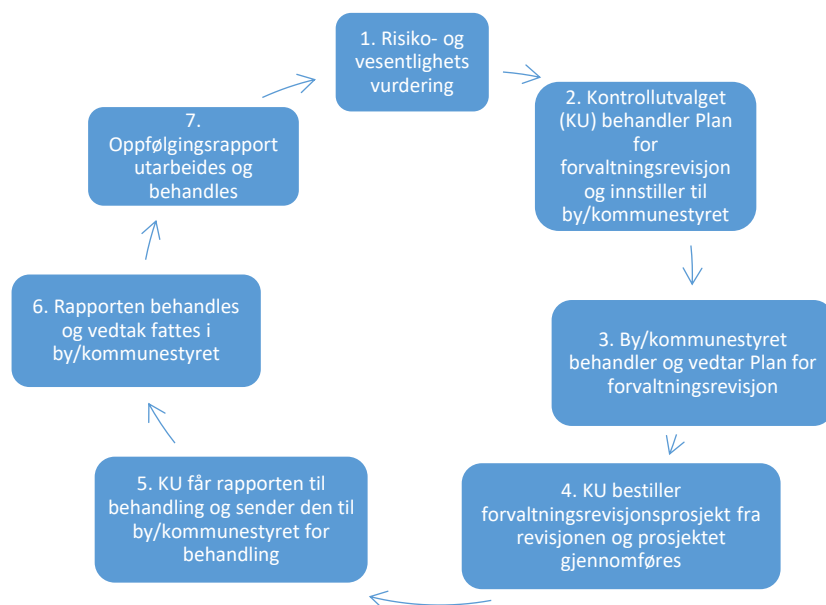 1. Risiko- og
vesentlighets
vurdering
2. Kontrollutvalget
(KU) behandler Plan
for
forvaltningsrevisjon
og innstiller til
by/kommunestyret
3. By/kommunestyret
behandler og vedtar Plan for
forvaltningsrevisjon
4. KU bestiller
forvaltningsrevisjonsprosjekt fra
revisjonen og prosjektet
gjennomføres
5. KU får rapporten til
behandling og sender den til
by/kommunestyret for
behandling
6. Rapporten behandles
og vedtak fattes i
by/kommunestyret
7.
Oppfølgingsrapport
utarbeides og
behandles